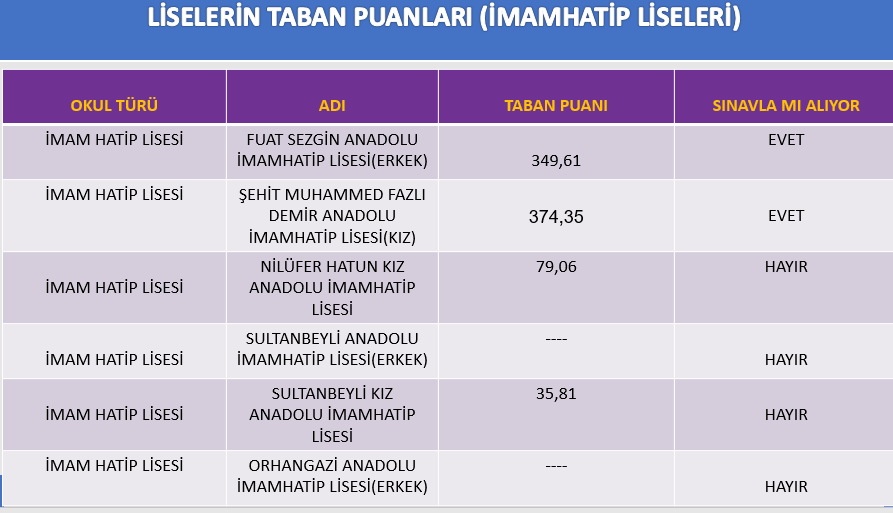 LİSELERİN TABAN PUANLARI (İMAMHATİP LİSELERİ)
OKUL TÜRÜ ADI TABAN PUANI SINAVLA MI ALIYOR
İMAM HATİP LİSESİ
FUAT SEZGİN ANADOLU
İMAMHATİP LİSESİ(ERKEK)
349,61
EVET
İMAM HATİP LİSESİ
ŞEHİT MUHAMMED FAZLI
DEMİR ANADOLU
İMAMHATİP LİSESİ(KIZ)
374,35
EVET
İMAM HATİP LİSESİ
NİLÜFER HATUN KIZ
ANADOLU İMAMHATİP
LİSESİ
79,06
HAYIR
İMAM HATİP LİSESİ
SULTANBEYLİ ANADOLU
İMAMHATİP LİSESİ(ERKEK)
----
HAYIR
İMAM HATİP LİSESİ
SULTANBEYLİ KIZ
ANADOLU İMAMHATİP
LİSESİ
35,81
HAYIR
İMAM HATİP LİSESİ
ORHANGAZİ ANADOLU
İMAMHATİP LİSESİ(ERKEK)
----
HAYIR